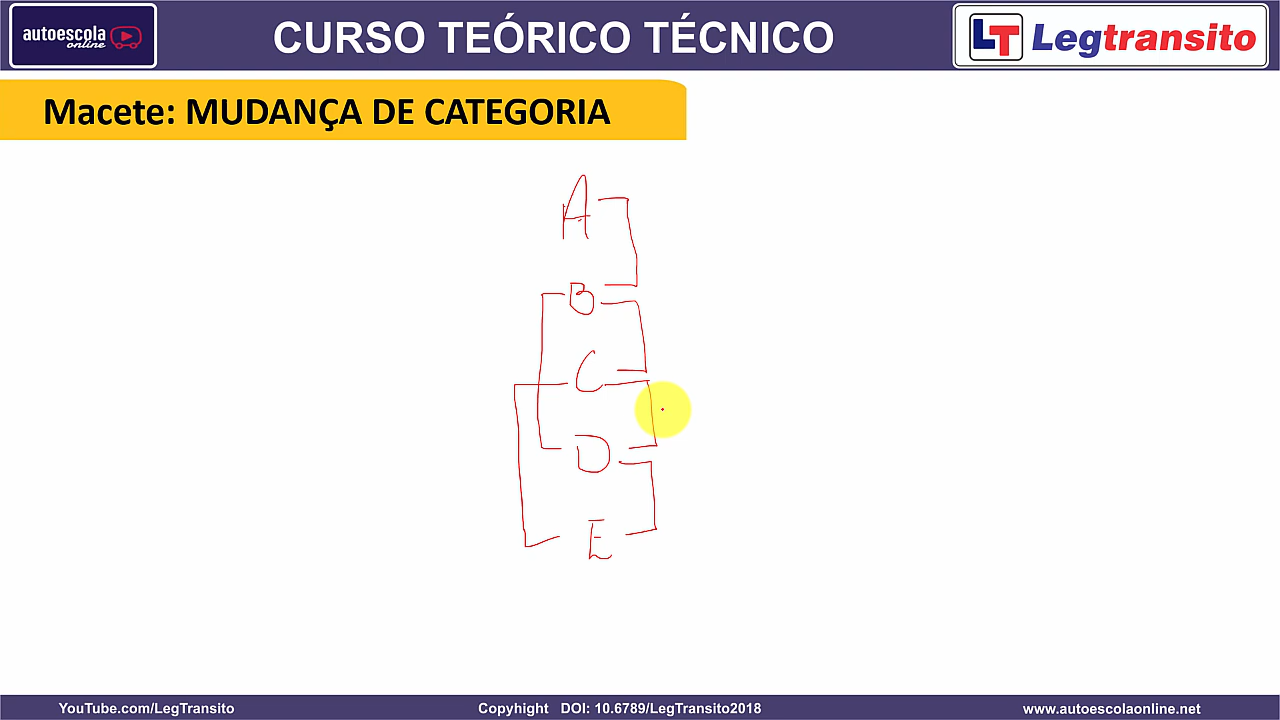 autoescola
online
CURSO TEÓRICO TÉCNICO
LT Legtransito
Macete: MUDANÇA DE CATEGORIA
A
B
C
D
E
YouTube.com/LegTransito
Copyhight DOI: 10.6789/LegTransito2018
www.autoescolaonline.net